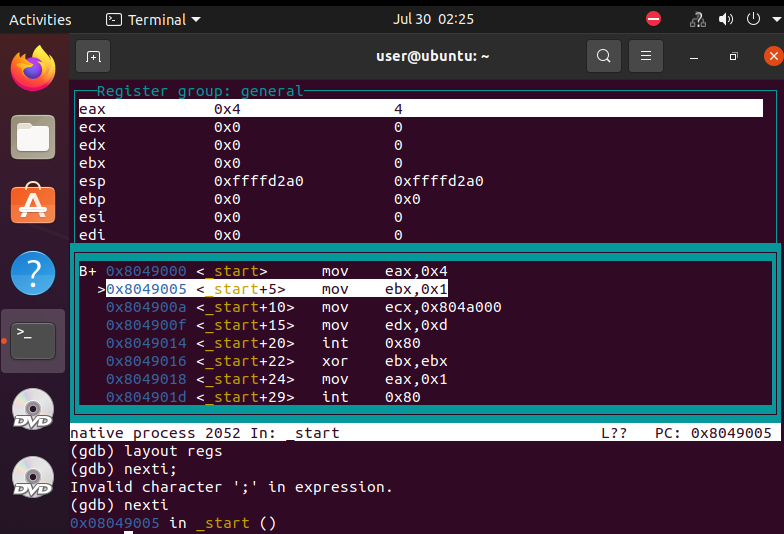 Activities Terminal Jul 30 02:25
user@ubuntu: ~
Register group: general
eax 0x4 4
ecx 0x0 0
edx 0x0 0
ebx 0x0 0
esp 0xffffd2a0 0xffffd2a0
ebp 0x0 0x0
esi 0x0 0
edi 0x0 0
B+ 0x8049000 <_start> mov eax,0x4
>0x8049005 <_start+5> mov ebx,0x1
0x804900a <_start+10> mov ecx,0x804a000
0x804900f <_start+15> mov edx,0xd
0x8049014 <_start+20> int 0x80
0x8049016 <_start+22> xor ebx,ebx
0x8049018 <_start+24> mov eax,0x1
0x804901d <_start+29> int 0x80
native process 2052 In: _start L?? PC: 0x8049005
(gdb) layout regs
(gdb) nexti;
Invalid character ';' in expression.
(gdb) nexti
0x08049005 in _start ()
A
?
>_
DVD
DVD